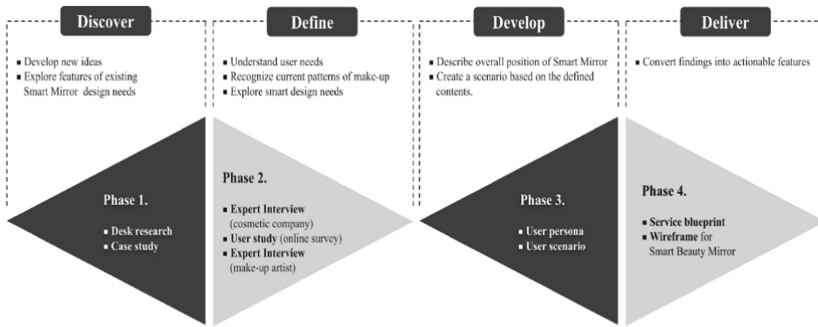 Discover
Define
Develop
Deliver
▪ Develop new ideas
▪ Explore features of existing
Smart Mirror design needs
▪ Understand user needs
▪ Recognize current patterns of make-up
▪ Explore smart design needs
▪ Describe overall position of Smart Mirror
▪ Create a scenario based on the defined
contents.
▪ Convert findings into actionable features
Phase 1.
▪ Desk research
▪ Case study
Phase 2.
▪ Expert Interview
(cosmetic company)
▪ User study (online survey)
▪ Expert Interview
(make-up artist)
Phase 3.
▪ User persona
▪ User scenario
Phase 4.
▪ Service blueprint
▪ Wireframe for
Smart Beauty Mirror